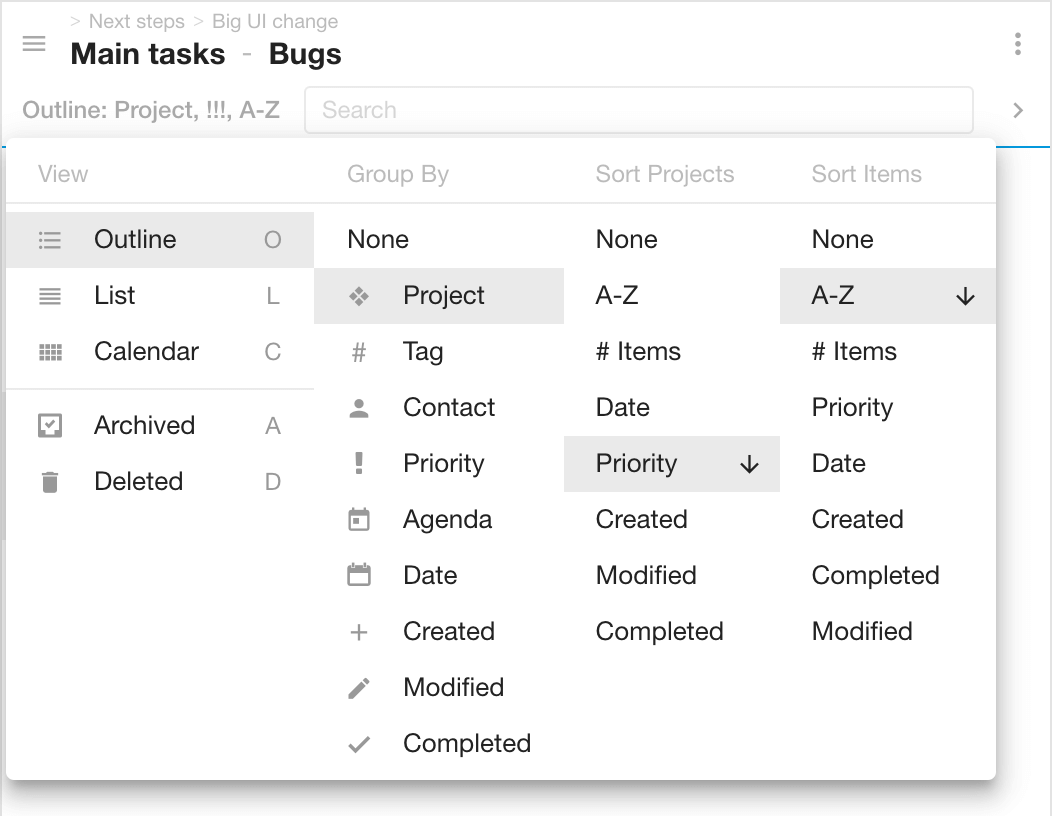 > Next steps > Big UI change
Main tasks - Bugs
Outline: Project, !!!, A-Z Search
View Group By Sort Projects Sort Items
Outline O None None None
List L Project A-Z A-Z
Calendar C # Tag # Items # Items
Contact Date Priority
Archived A
Priority Priority Date
Deleted D
Agenda Created Created
Date Modified Completed
Created Completed Modified
Modified
Completed